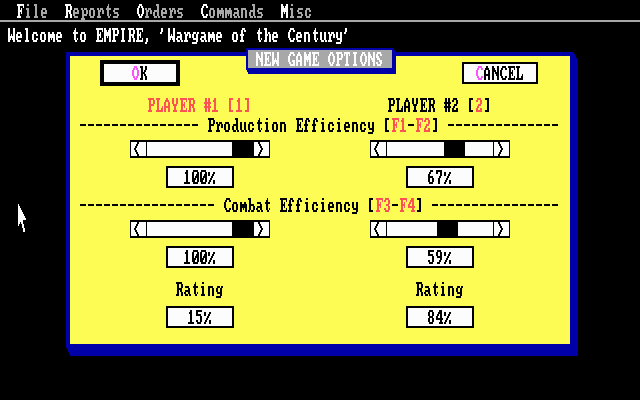 File Reports Orders Commands Misc
Welcome to EMPIRE, 'Wargame of the Century'
NEW GAME OPTIONS
OK CANCEL
PLAYER #1 [1] PLAYER #2 [2]
--------------- Production Efficiency [F1-F2] ---------------
< > < >
100% 67%
----------------- Combat Efficiency [F3-F4] -----------------
< > < >
100% 59%
Rating Rating
15% 84%